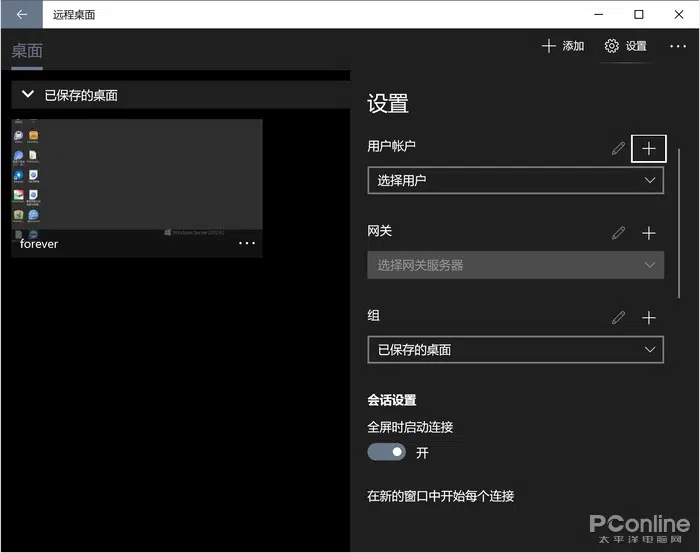 远程桌面
桌面
添加
设置
已保存的桌面
forever
设置
用户帐户
选择用户
网关
选择网关服务器
组
已保存的桌面
会话设置
全屏时启动连接
开
在新的窗口中开始每个连接
PConline
太平洋电脑网